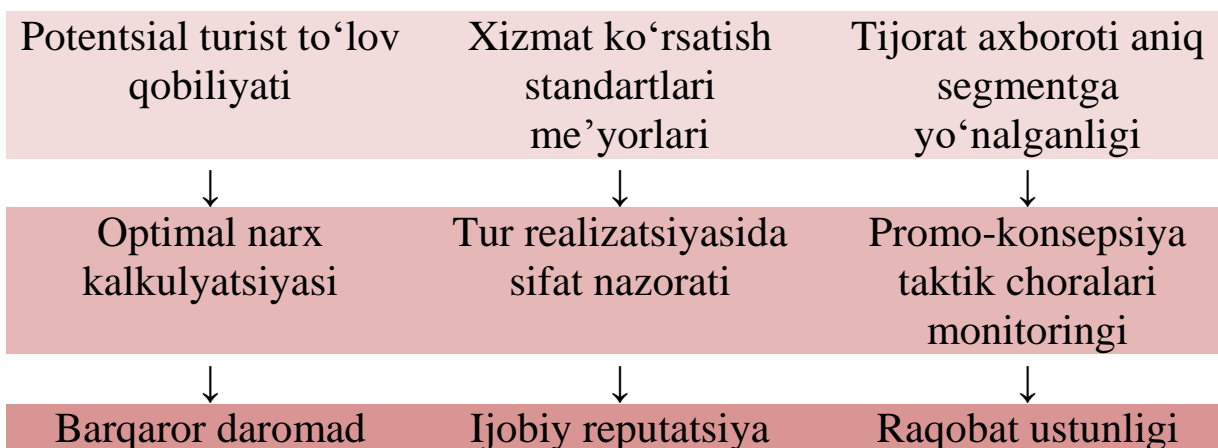 Potentsial turist to‘lov
qobiliyati
Xizmat ko‘rsatish
standartlari
me’yorlari
Tijorat axboroti aniq
segmentga
yo‘nalganligi
↓
↓
↓
Optimal narx
kalkulyatsiyasi
Tur realizatsiyasida
sifat nazorati
Promo-konsepsiya
taktik choralari
monitoringi
↓
↓
↓
Barqaror daromad
Ijobiy reputatsiya
Raqobat ustunligi